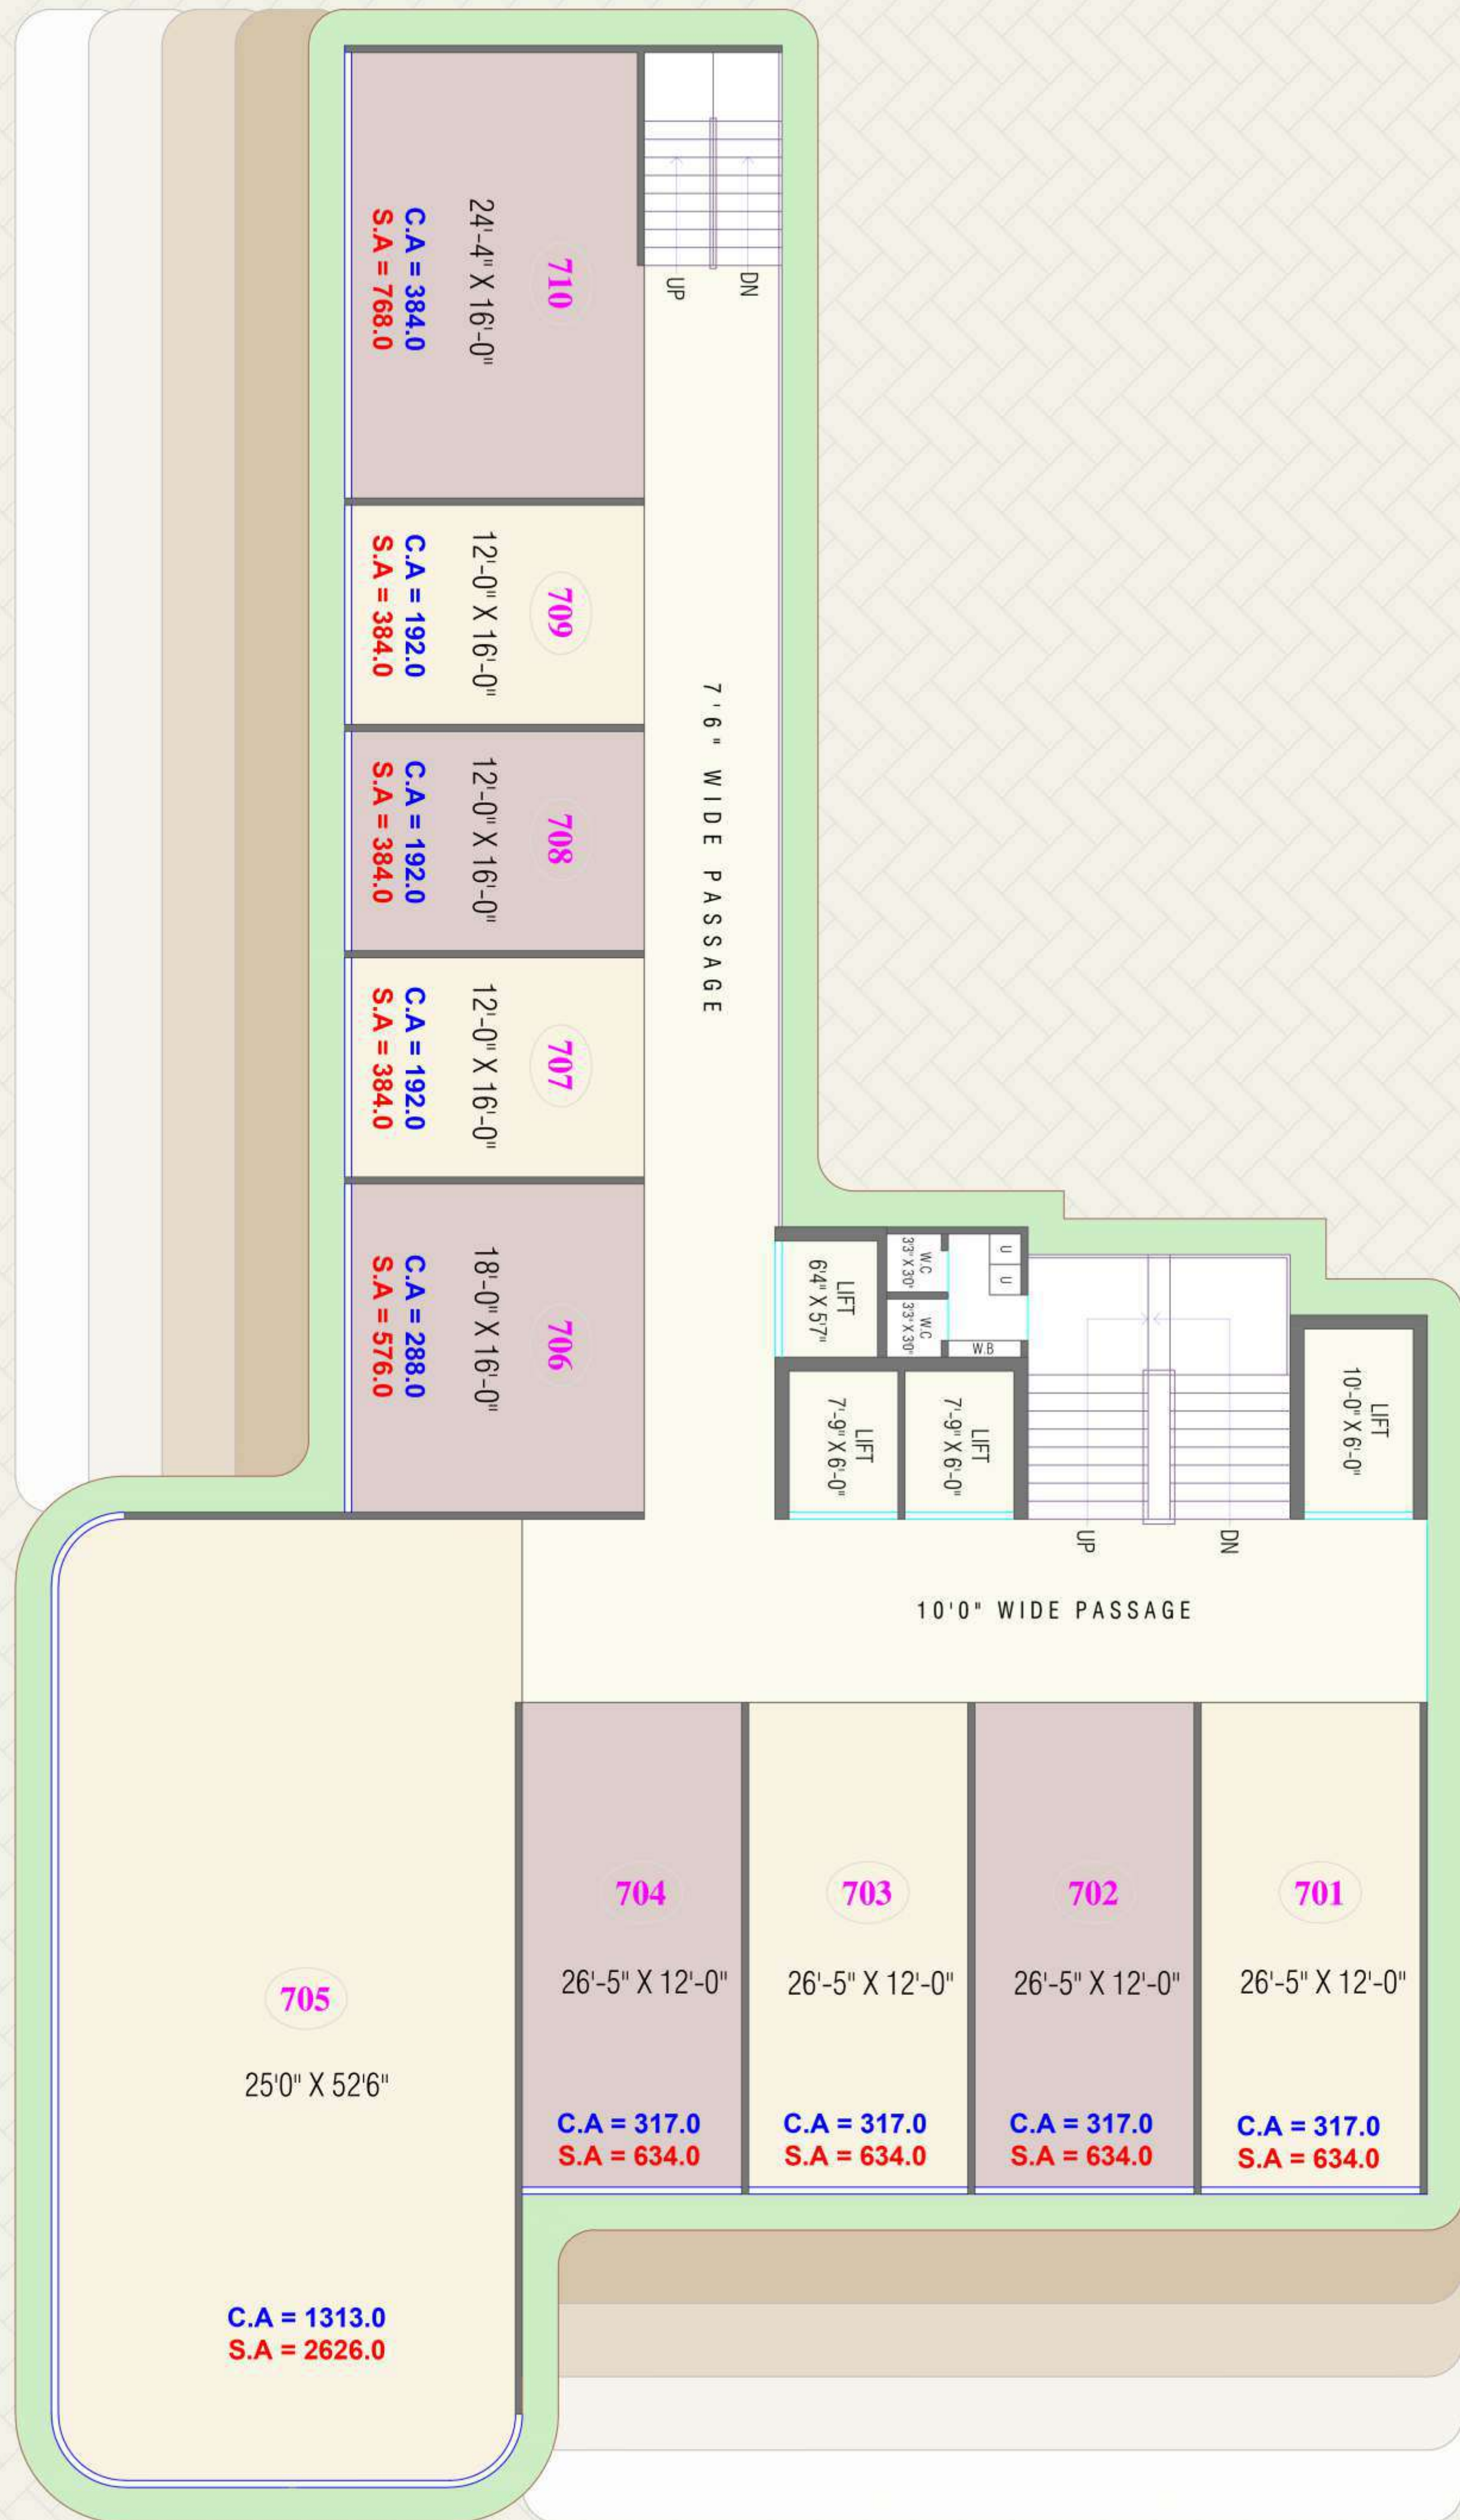 710
24'-4" X 16'-0"
C.A = 384.0
S.A = 768.0
UP
DN
709
12'-0" X 16'-0"
C.A = 192.0
S.A = 384.0
708
12'-0" X 16'-0"
C.A = 192.0
S.A = 384.0
7'6" WIDE PASSAGE
707
12'-0" X 16'-0"
C.A = 192.0
S.A = 384.0
706
18'-0" X 16'-0"
C.A = 288.0
S.A = 576.0
LIFT
6'4" X 5'7"
W.C
3'3" X 3'0"
W.C
3'3" X 3'0"
U
U
W.B
LIFT
7'-9" X 6'-0"
LIFT
7'-9" X 6'-0"
LIFT
10'-0" X 6'-0"
UP
DN
10'0" WIDE PASSAGE
704
26'-5" X 12'-0"
C.A = 317.0
S.A = 634.0
703
26'-5" X 12'-0"
C.A = 317.0
S.A = 634.0
702
26'-5" X 12'-0"
C.A = 317.0
S.A = 634.0
701
26'-5" X 12'-0"
C.A = 317.0
S.A = 634.0
705
25'0" X 52'6"
C.A = 1313.0
S.A = 2626.0